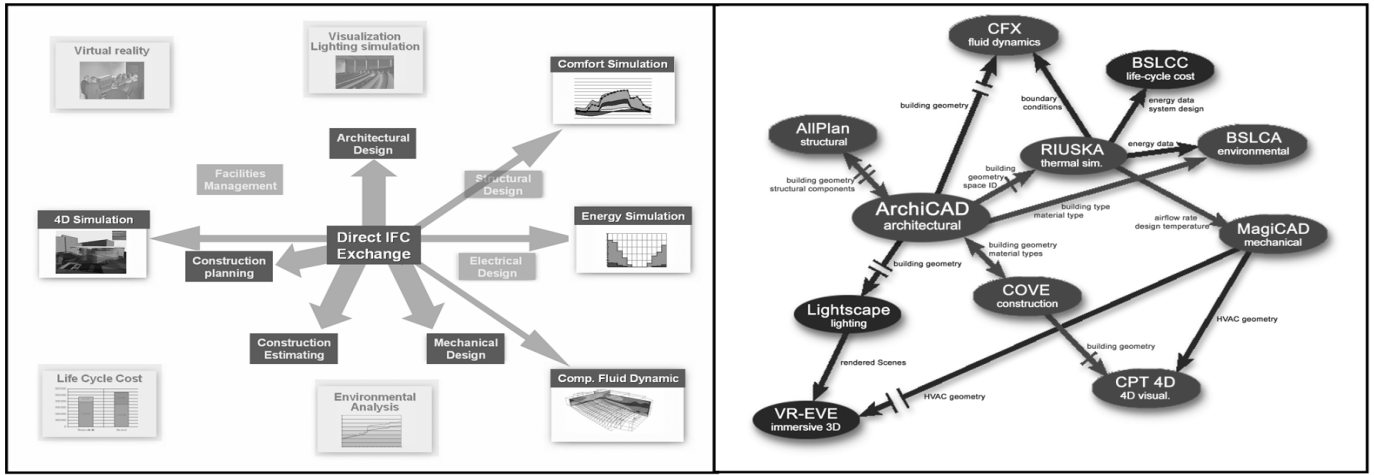 Virtual reality
Visualization
Lighting simulation
Comfort Simulation
Architectural
Design
Facilities
Management
Structural
Design
4D Simulation
Direct IFC
Exchange
Energy Simulation
Construction
planning
Electrical
Design
Construction
Estimating
Mechanical
Design
Life Cycle Cost
Environmental
Analysis
Comp. Fluid Dynamic
CFX
fluid dynamics
BSLCC
life-cycle cost
building geometry
boundary
conditions
energy data
system design
AllPlan
structural
RIUSKA
thermal sim.
energy data
BSLCA
environmental
building geometry
structural components
building
geometry
space ID
ArchiCAD
architectural
building type
material type
airflow rate
design temperature
MagiCAD
mechanical
building geometry
building geometry
material types
COVE
construction
Lightscape
lighting
HVAC geometry
rendered Scenes
building geometry
CPT 4D
4D visual.
HVAC geometry
VR-EVE
immersive 3D